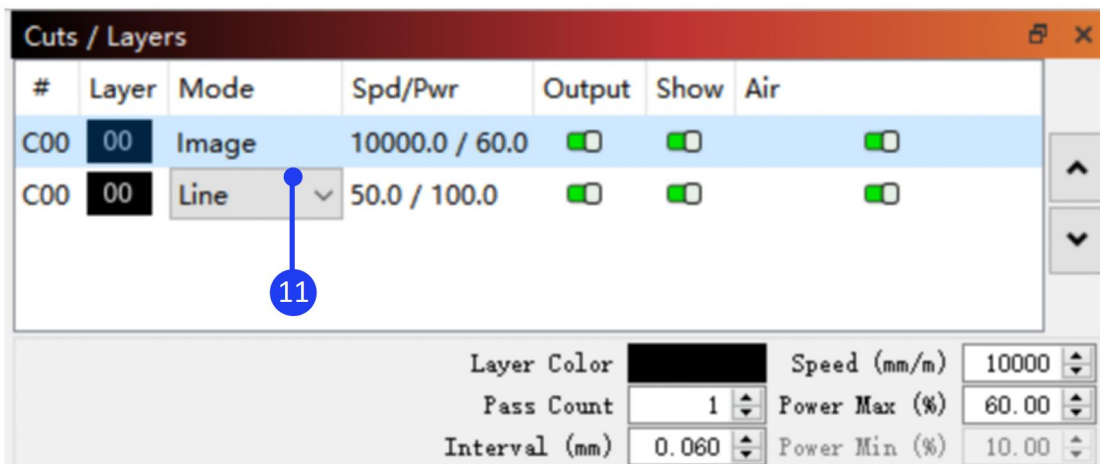 Cuts / Layers
# Layer Mode Spd/Pwr Output Show Air
C00 00 Image 10000.0 / 60.0
C00 00 Line 50.0 / 100.0
11
Layer Color Speed (mm/m) 10000
Pass Count 1 Power Max (%) 60.00
Interval (mm) 0.060 Power Min (%) 10.00